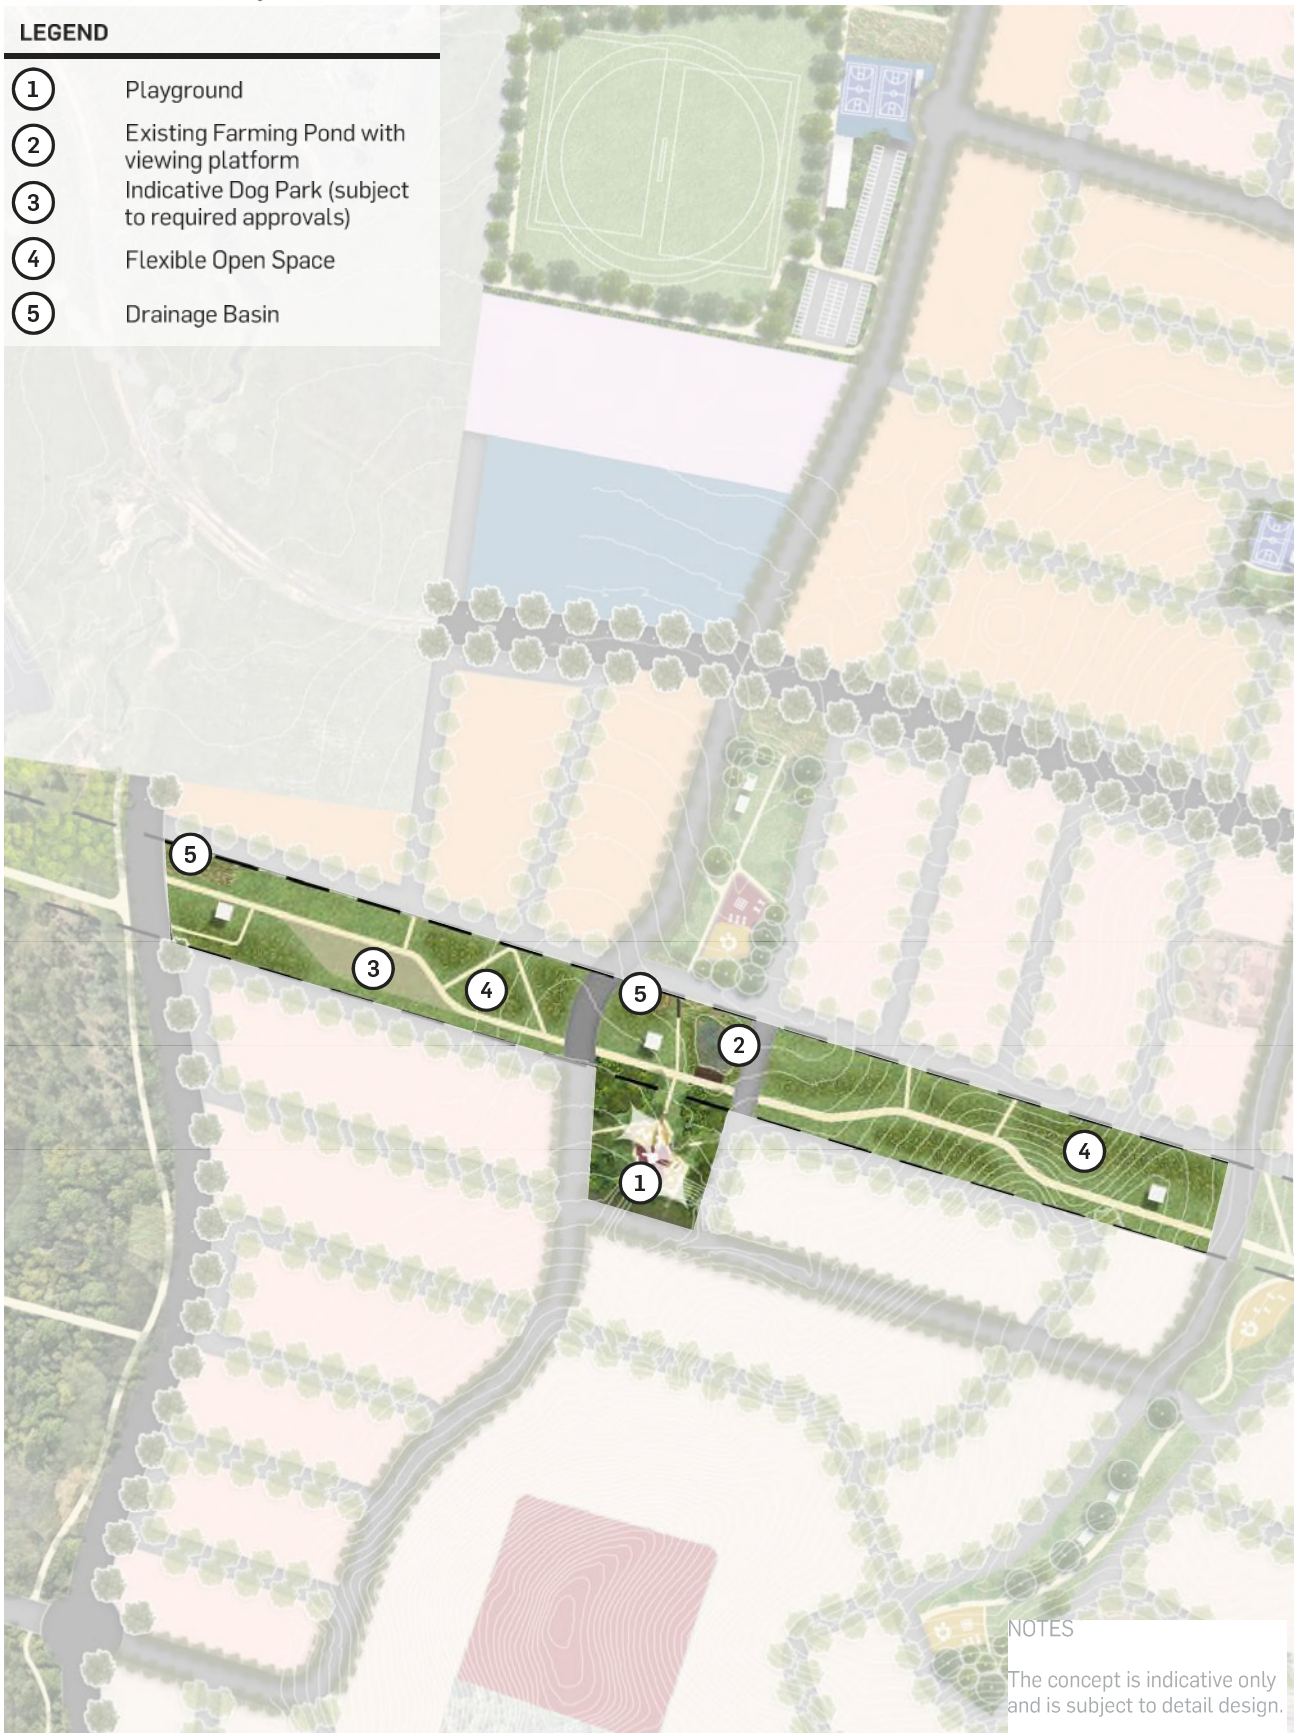 LEGEND
1 Playground
2 Existing Farming Pond with
viewing platform
3 Indicative Dog Park (subject
to required approvals)
4 Flexible Open Space
5 Drainage Basin
5
3
4
5
2
4
1
NOTES
The concept is indicative only
and is subject to detail design.